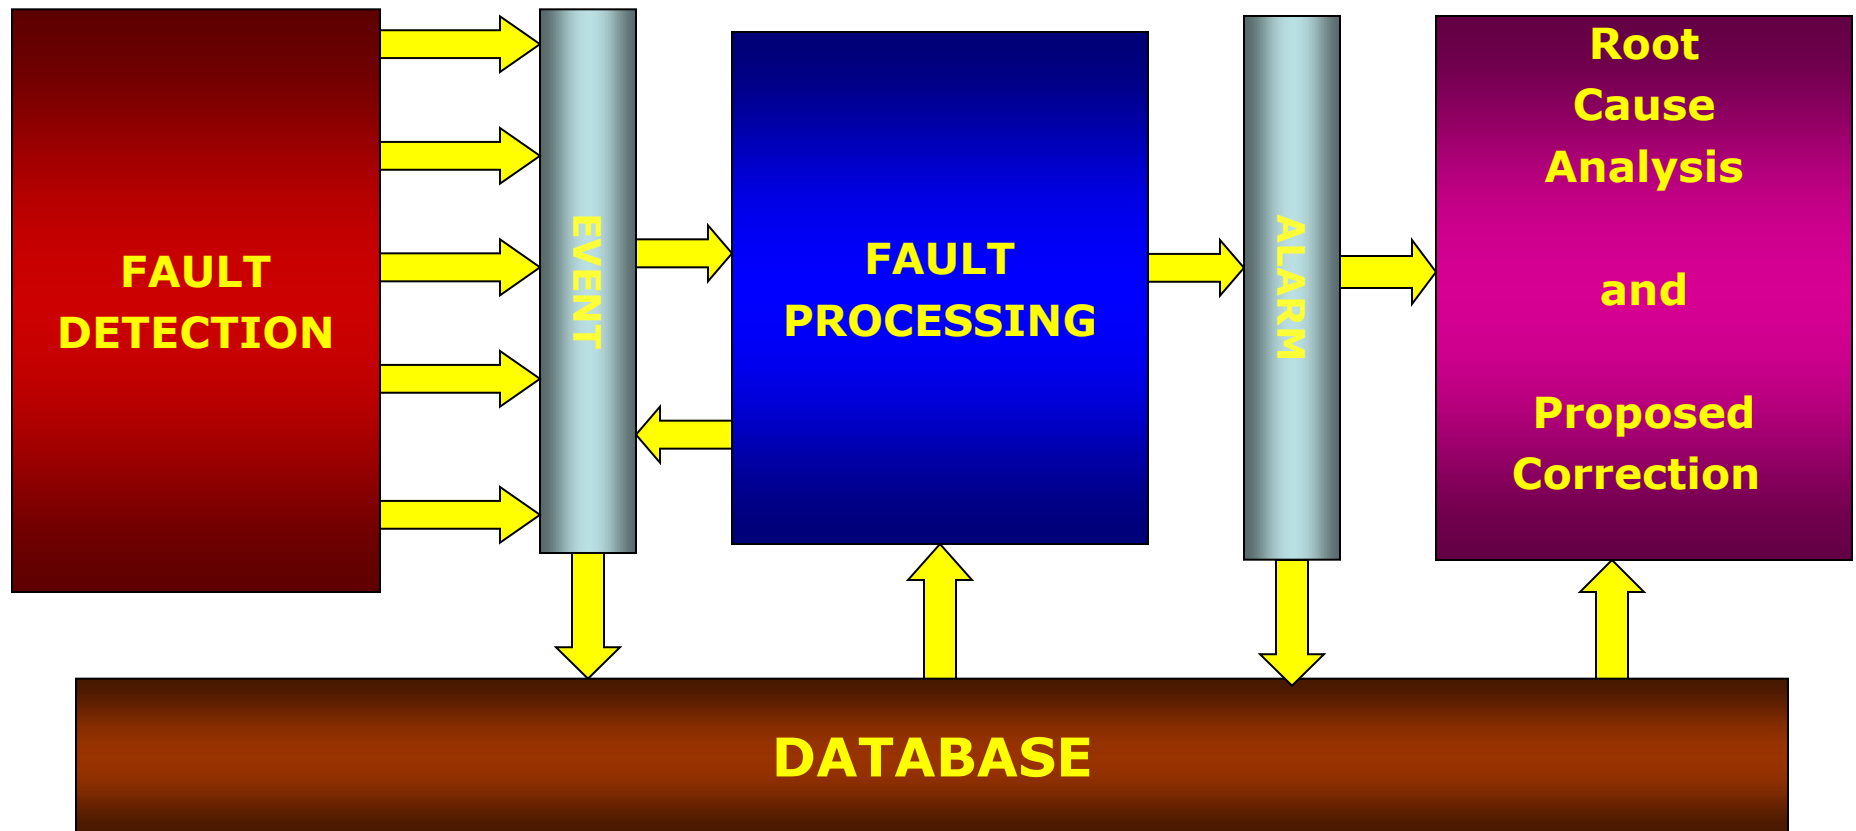 FAULT
DETECTION
EVENT
FAULT
PROCESSING
ALARM
Root
Cause
Analysis
and
Proposed
Correction
DATABASE